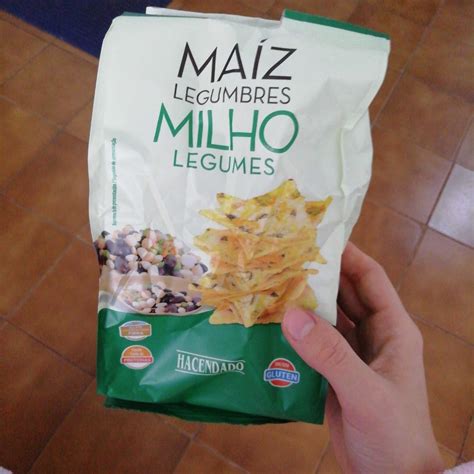 MAÍZ
LEGUMBRES
MILHO
LEGUMES
HACENDADO
GLUTEN